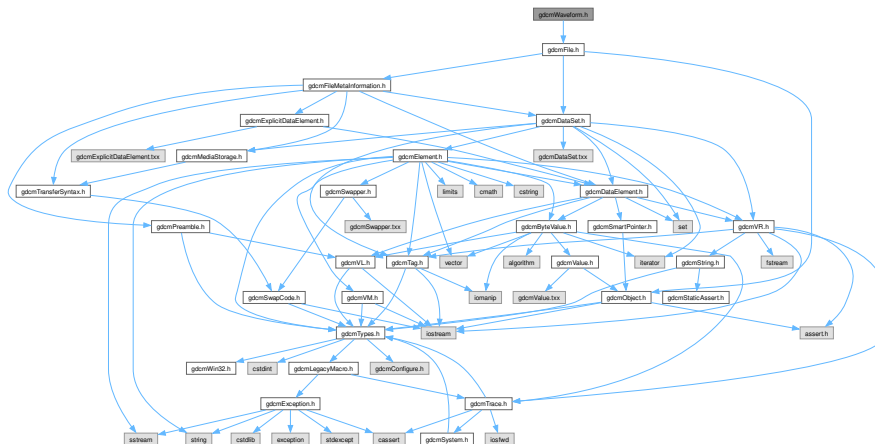 gdcmWaveform.h
gdcmFile.h
gdcmFileMetaInformation.h
gdcmExplicitDataElement.h
gdcmDataSet.h
gdcmExplicitDataElement.txx
gdcmMediaStorage.h
gdcmElement.h
gdcmDataSet.txx
gdcmTransferSyntax.h
gdcmSwapper.h
limits
cmath
cstring
gdcmDataElement.h
gdcmPreamble.h
gdcmSwapper.txx
gdcmByteValue.h
gdcmSmartPointer.h
set
gdcmVR.h
gdcmVL.h
gdcmTag.h
vector
algorithm
gdcmValue.h
iterator
gdcmString.h
fstream
gdcmSwapCode.h
gdcmVM.h
iomanip
gdcmValue.txx
gdcmObject.h
gdcmStaticAssert.h
gdcmTypes.h
iostream
assert.h
gdcmWin32.h
cstdint
gdcmLegacyMacro.h
gdcmConfigure.h
gdcmException.h
gdcmTrace.h
sstream
string
cstdlib
exception
stdexcept
cassert
gdcmSystem.h
iosfwd